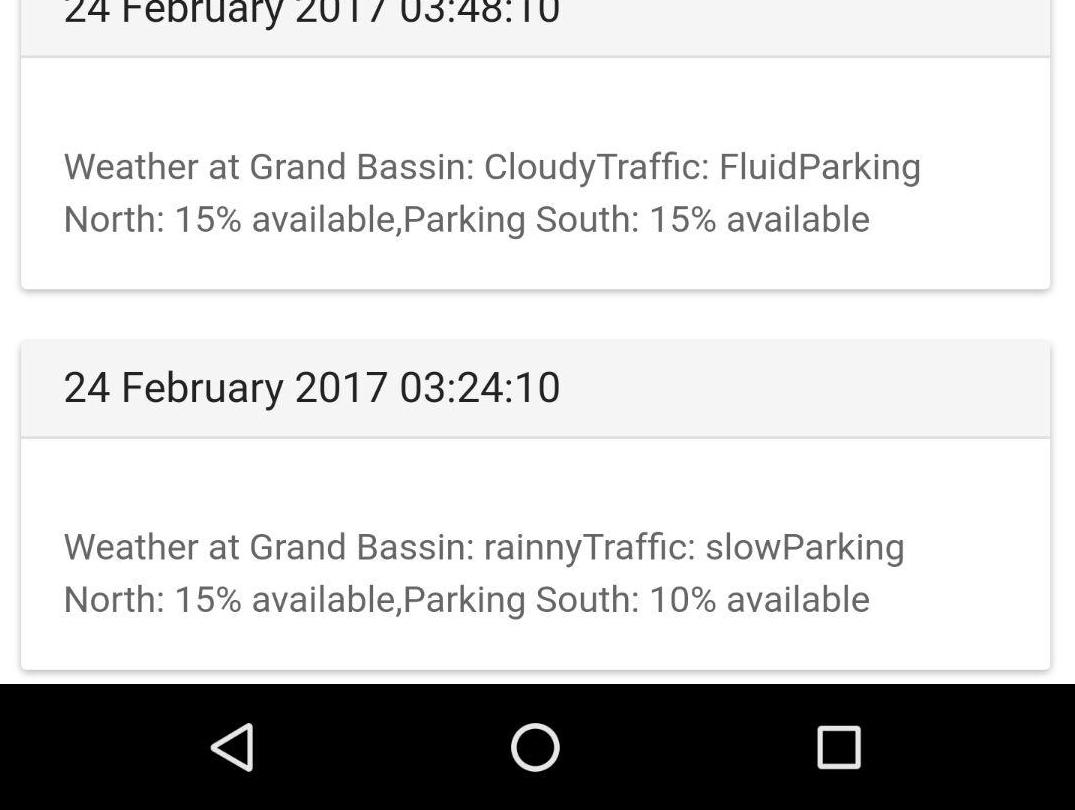 24 February 2017 03:48:10
Weather at Grand Bassin: CloudyTraffic: FluidParking
North: 15% available,Parking South: 15% available
24 February 2017 03:24:10
Weather at Grand Bassin: rainnyTraffic: slowParking
North: 15% available,Parking South: 10% available